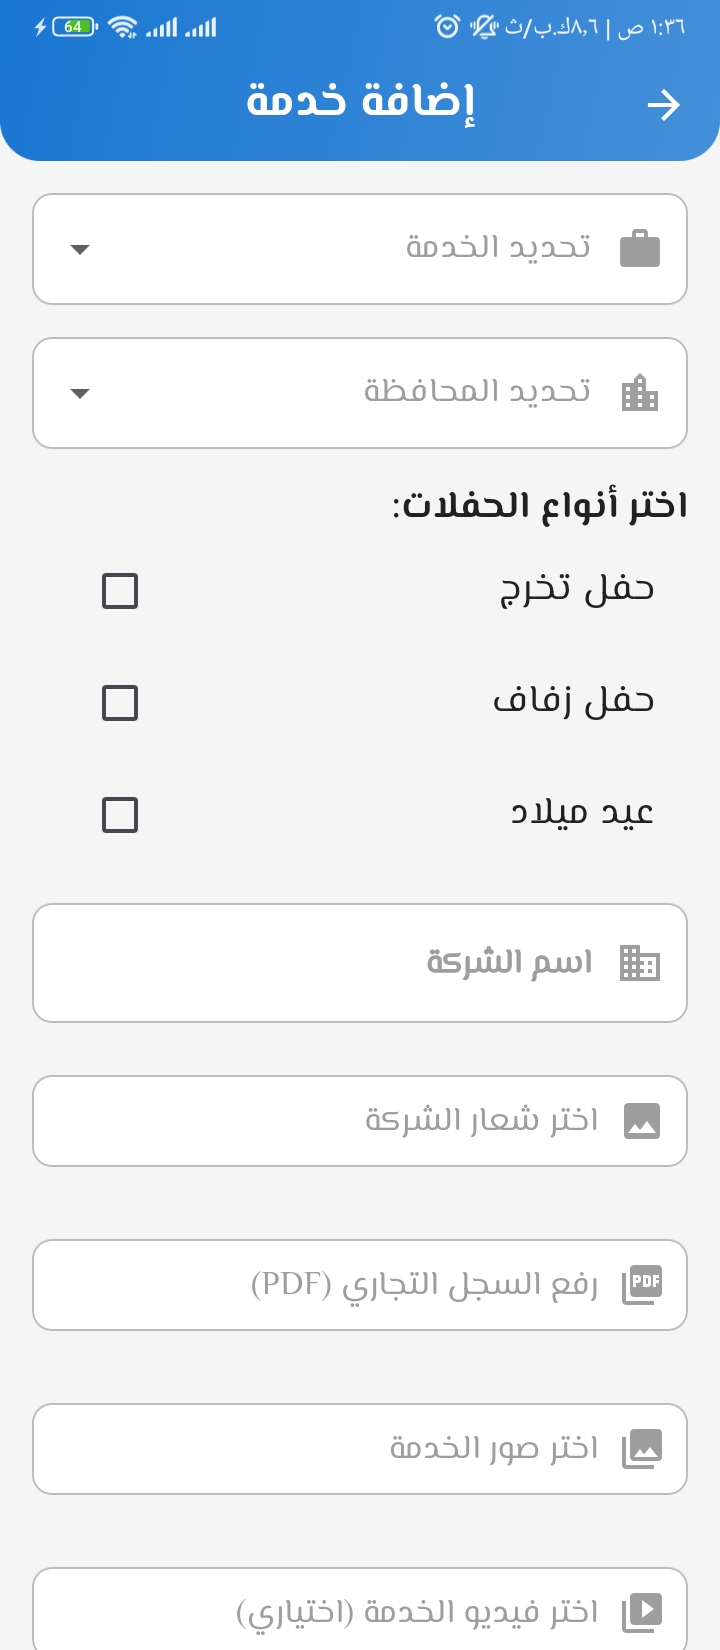 ١:٣٦ ص | ٨,٦ك.ب/ث 64
إضافة خدمة
تحديد الخدمة
تحديد المحافظة
اختر أنواع الحفلات:
حفل تخرج
حفل زفاف
عيد ميلاد
اسم الشركة
اختر شعار الشركة
PDF رفع السجل التجاري (PDF)
اختر صور الخدمة
اختر فيديو الخدمة (اختياري)